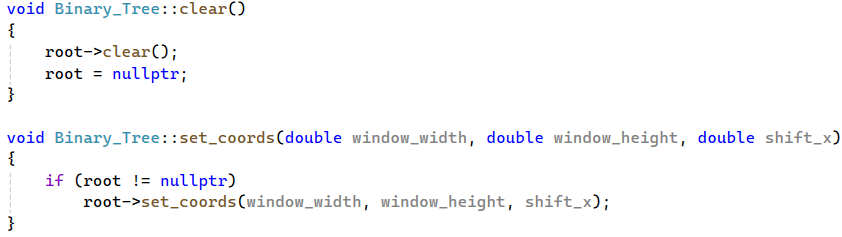 void Binary_Tree::clear()
{
    root->clear();
    root = nullptr;
}

void Binary_Tree::set_coords(double window_width, double window_height, double shift_x)
{
    if (root != nullptr)
        root->set_coords(window_width, window_height, shift_x);
}